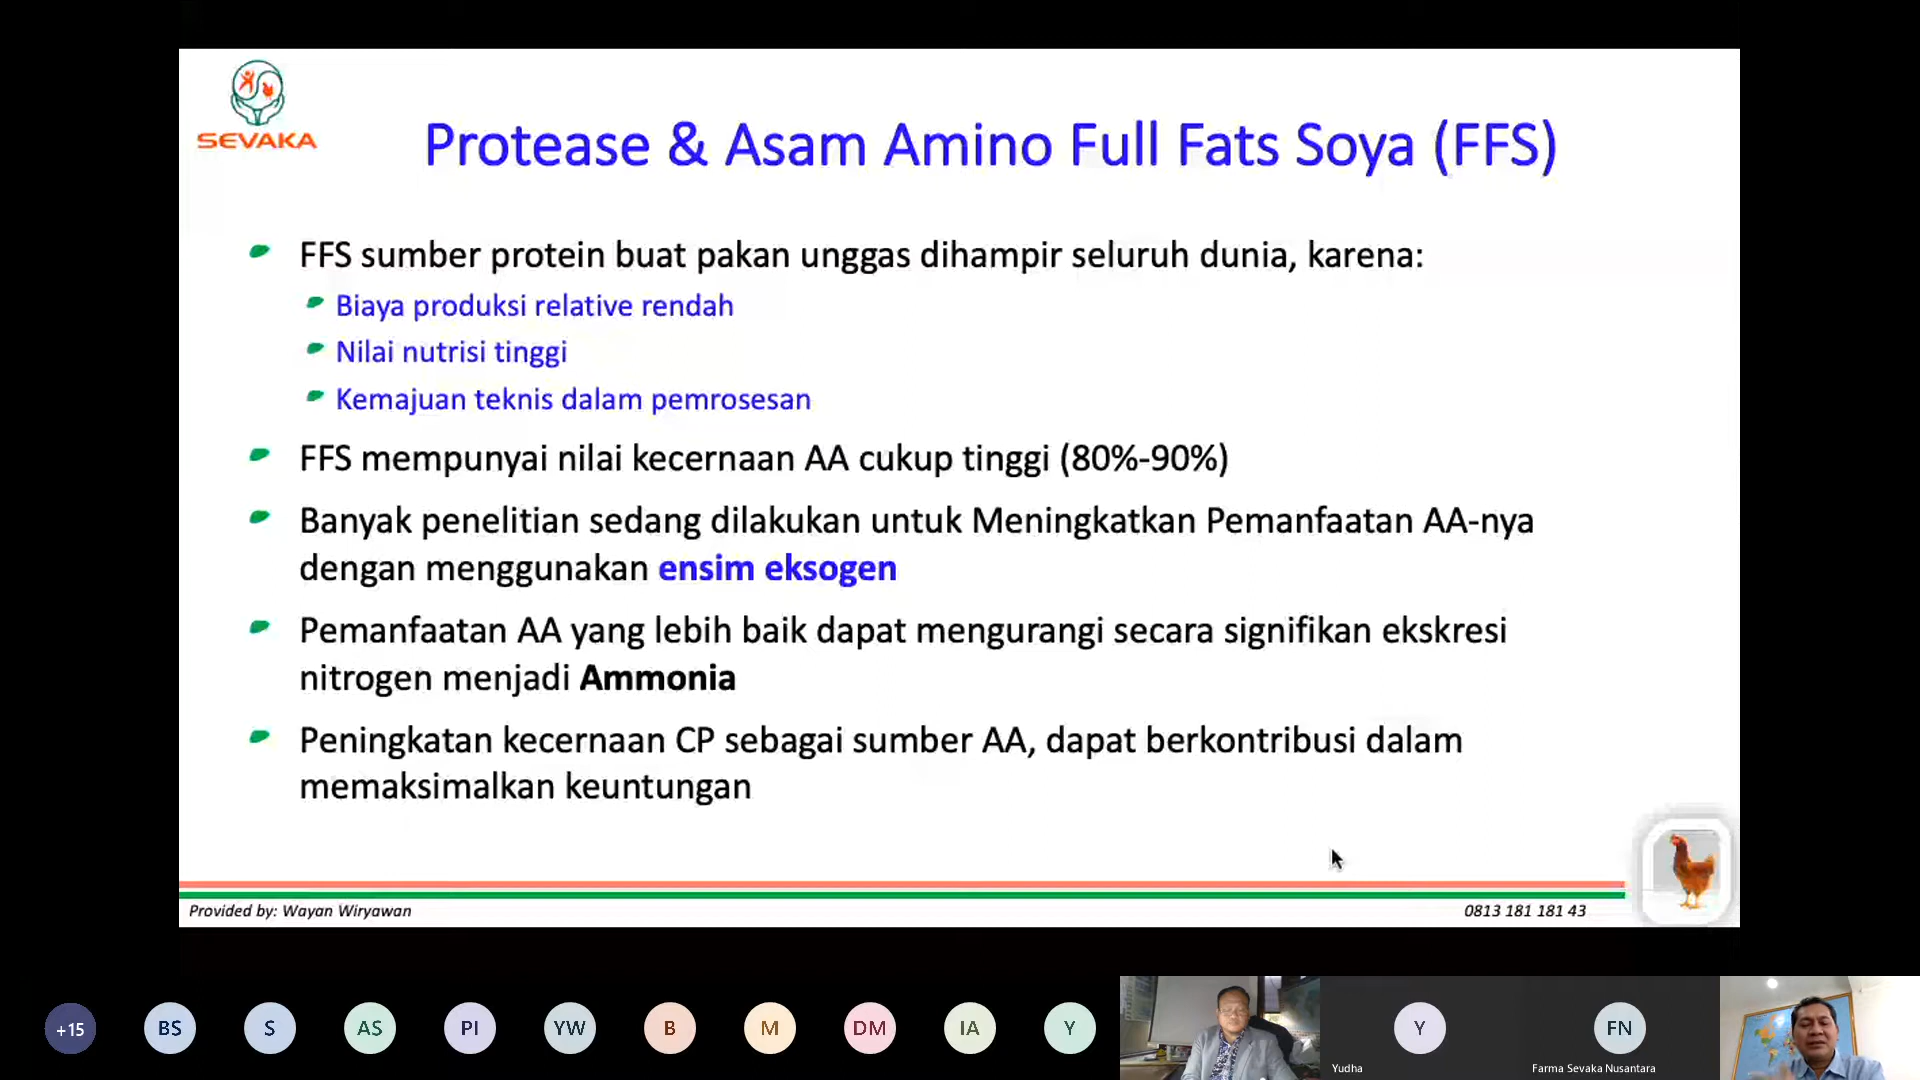 SEVAKA
Protease & Asam Amino Full Fats Soya (FFS)
FFS sumber protein buat pakan unggas dihampir seluruh dunia, karena:
Biaya produksi relative rendah
Nilai nutrisi tinggi
Kemajuan teknis dalam pemrosesan
FFS mempunyai nilai kecernaan AA cukup tinggi (80%-90%)
Banyak penelitian sedang dilakukan untuk Meningkatkan Pemanfaatan AA-nya
dengan menggunakan ensim eksogen
Pemanfaatan AA yang lebih baik dapat mengurangi secara signifikan ekskresi
nitrogen menjadi Ammonia
Peningkatan kecernaan CP sebagai sumber AA, dapat berkontribusi dalam
memaksimalkan keuntungan
Provided by: Wayan Wiryawan
0813 181 181 43
+15
BS
S
AS
PI
YW
B
M
DM
IA
Y
Y
FN
Yudha
Farma Sevaka Nusantara